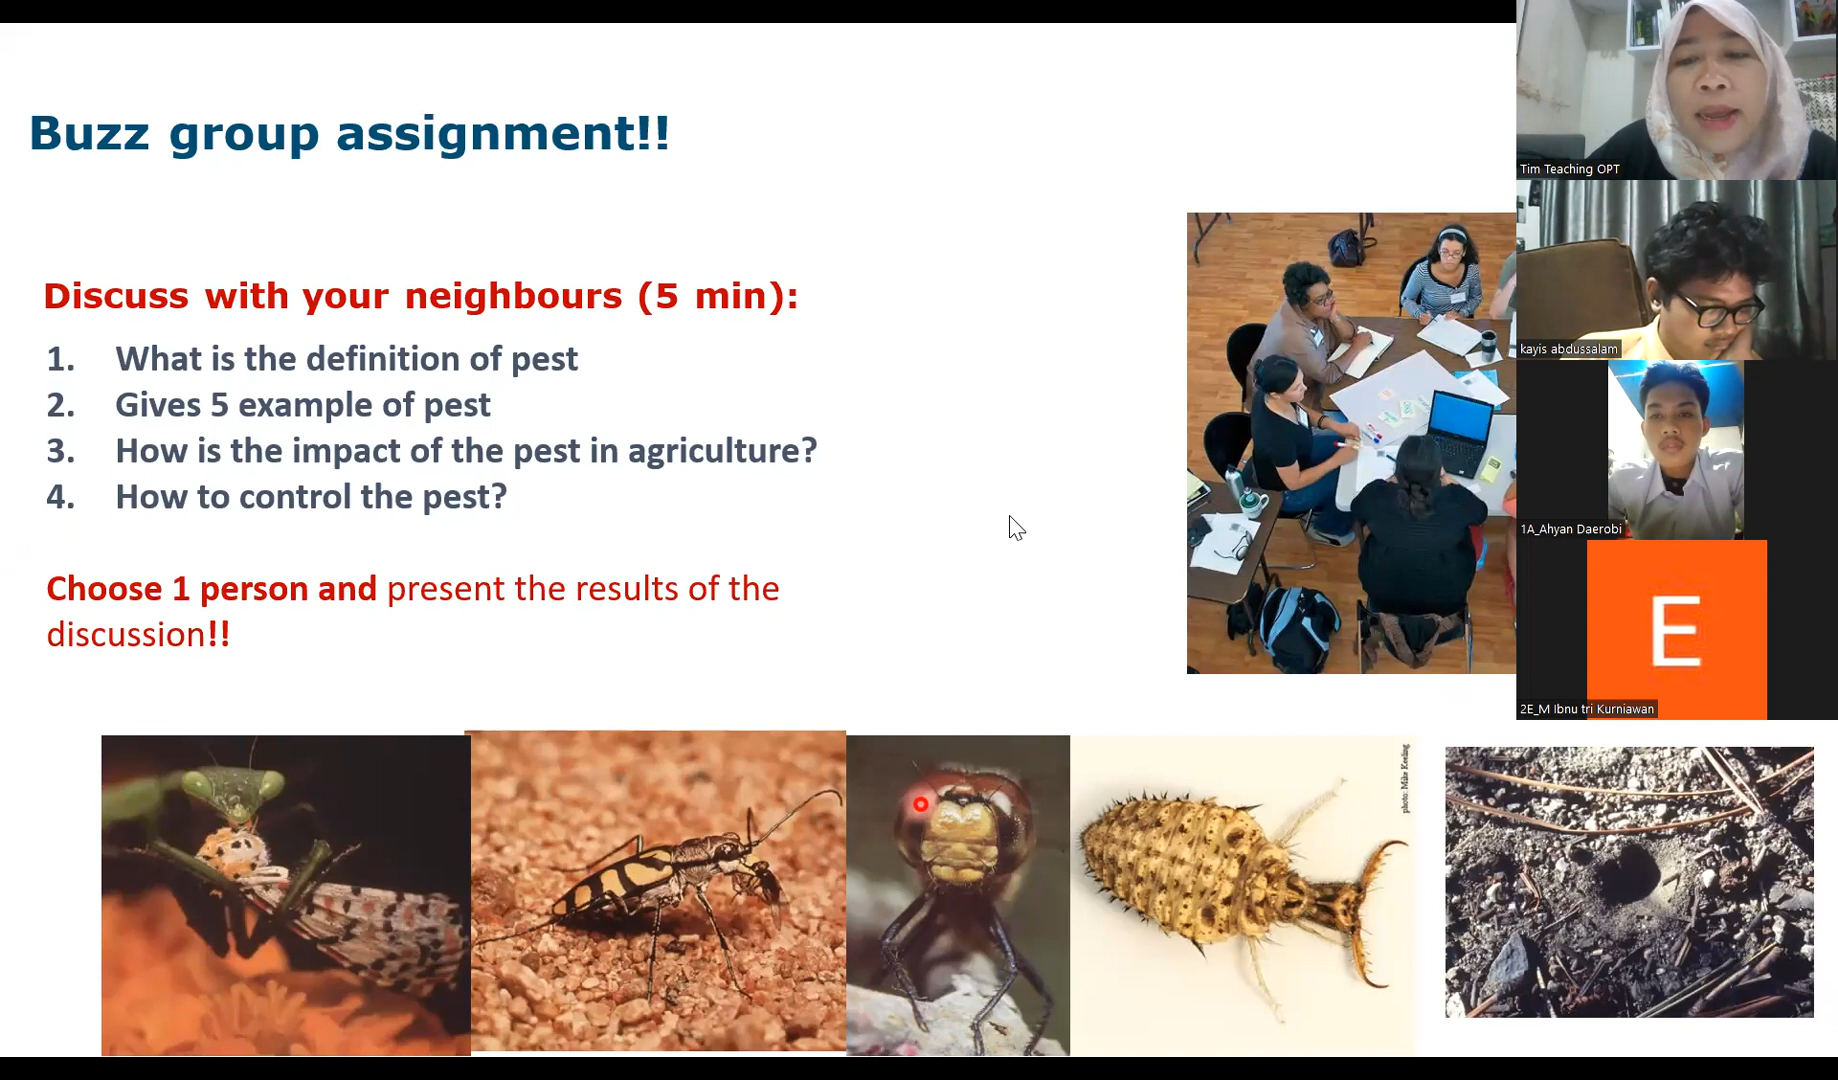 Buzz group assignment!!
Discuss with your neighbours (5 min):
1. What is the definition of pest
2. Gives 5 example of pest
3. How is the impact of the pest in agriculture?
4. How to control the pest?
Choose 1 person and present the results of the
discussion!!
Tim Teaching OPT
kayis abdussalam
1A_Ahyan Daerobi
E
2E_M Ibnu tri Kurniawan
photo: Mike Keeling